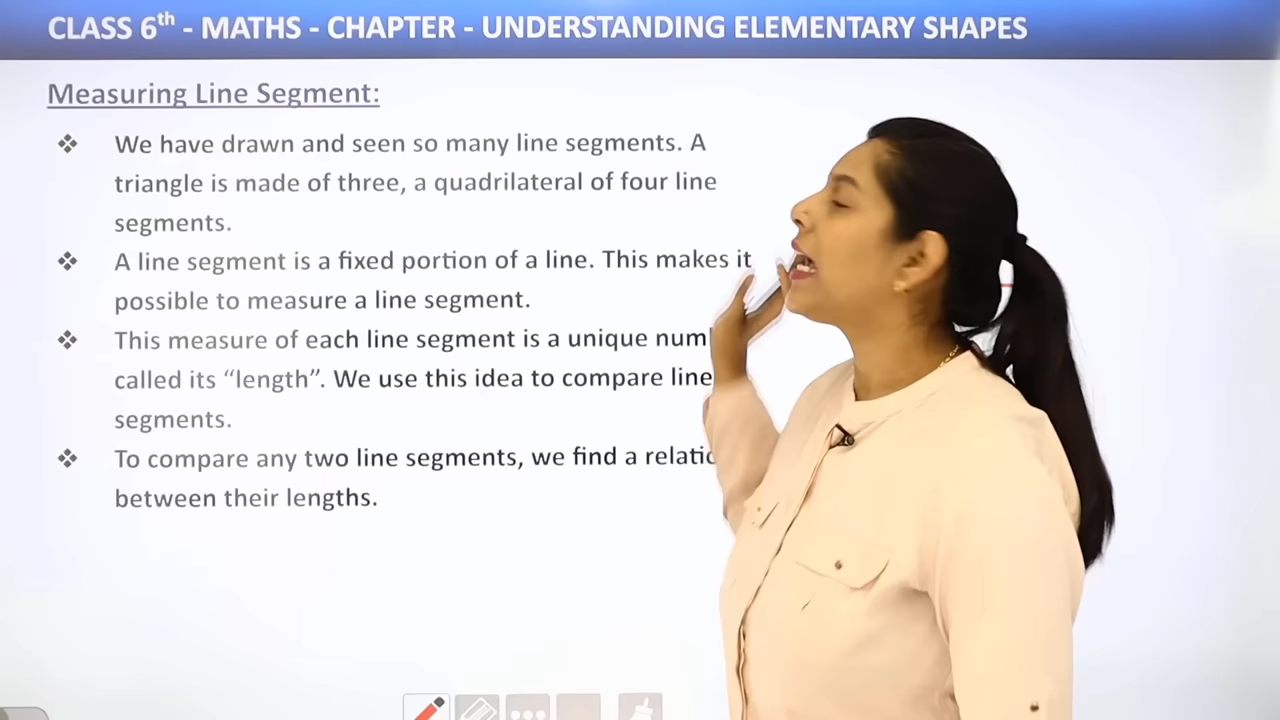 CLASS 6th - MATHS - CHAPTER - UNDERSTANDING ELEMENTARY SHAPES
Measuring Line Segment:
❖ We have drawn and seen so many line segments. A
triangle is made of three, a quadrilateral of four line
segments.
❖ A line segment is a fixed portion of a line. This makes it
possible to measure a line segment.
❖ This measure of each line segment is a unique
called its “length”. We use this idea to compare line
segments.
❖ To compare any two line segments, we find a
between their lengths.